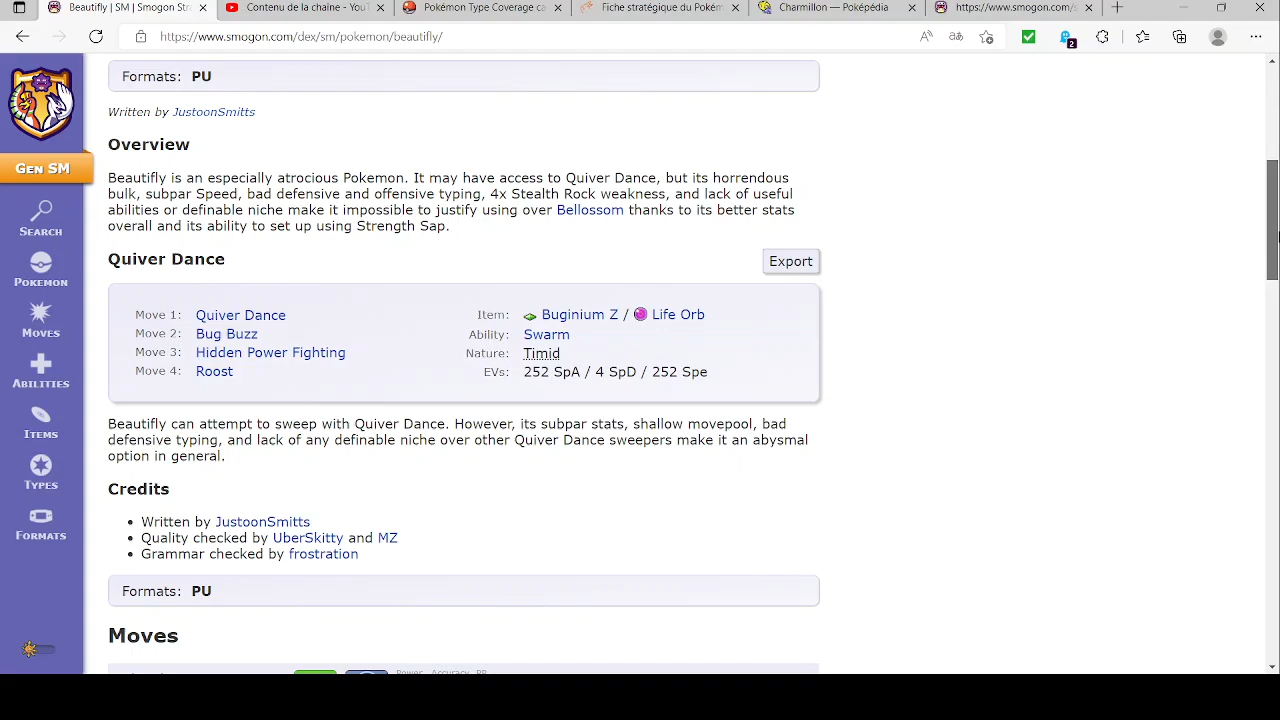 Beautifly | SM | Smogon Str
Contenu de la chaîne - You
Pokémon Type Coverage ca
Fiche stratégique du Pokém
Charmillon — Poképédia
https://www.smogon.com/s
https://www.smogon.com/dex/sm/pokemon/beautifly/
2
GEN SM
SEARCH
POKEMON
MOVES
ABILITIES
ITEMS
TYPES
FORMATS
Formats: PU
Written by JustoonSmitts
Overview
Beautifly is an especially atrocious Pokemon. It may have access to Quiver Dance, but its horrendous
bulk, subpar Speed, bad defensive and offensive typing, 4x Stealth Rock weakness, and lack of useful
abilities or definable niche make it impossible to justify using over Bellossom thanks to its better stats
overall and its ability to set up using Strength Sap.
Quiver Dance
Export
Move 1: Quiver Dance
Move 2: Bug Buzz
Move 3: Hidden Power Fighting
Move 4: Roost
Item: Buginium Z / Life Orb
Ability: Swarm
Nature: Timid
EVs: 252 SpA / 4 SpD / 252 Spe
Beautifly can attempt to sweep with Quiver Dance. However, its subpar stats, shallow movepool, bad
defensive typing, and lack of any definable niche over other Quiver Dance sweepers make it an abysmal
option in general.
Credits
• Written by JustoonSmitts
• Quality checked by UberSkitty and MZ
• Grammar checked by frostration
Formats: PU
Moves
Power Accuracy PP